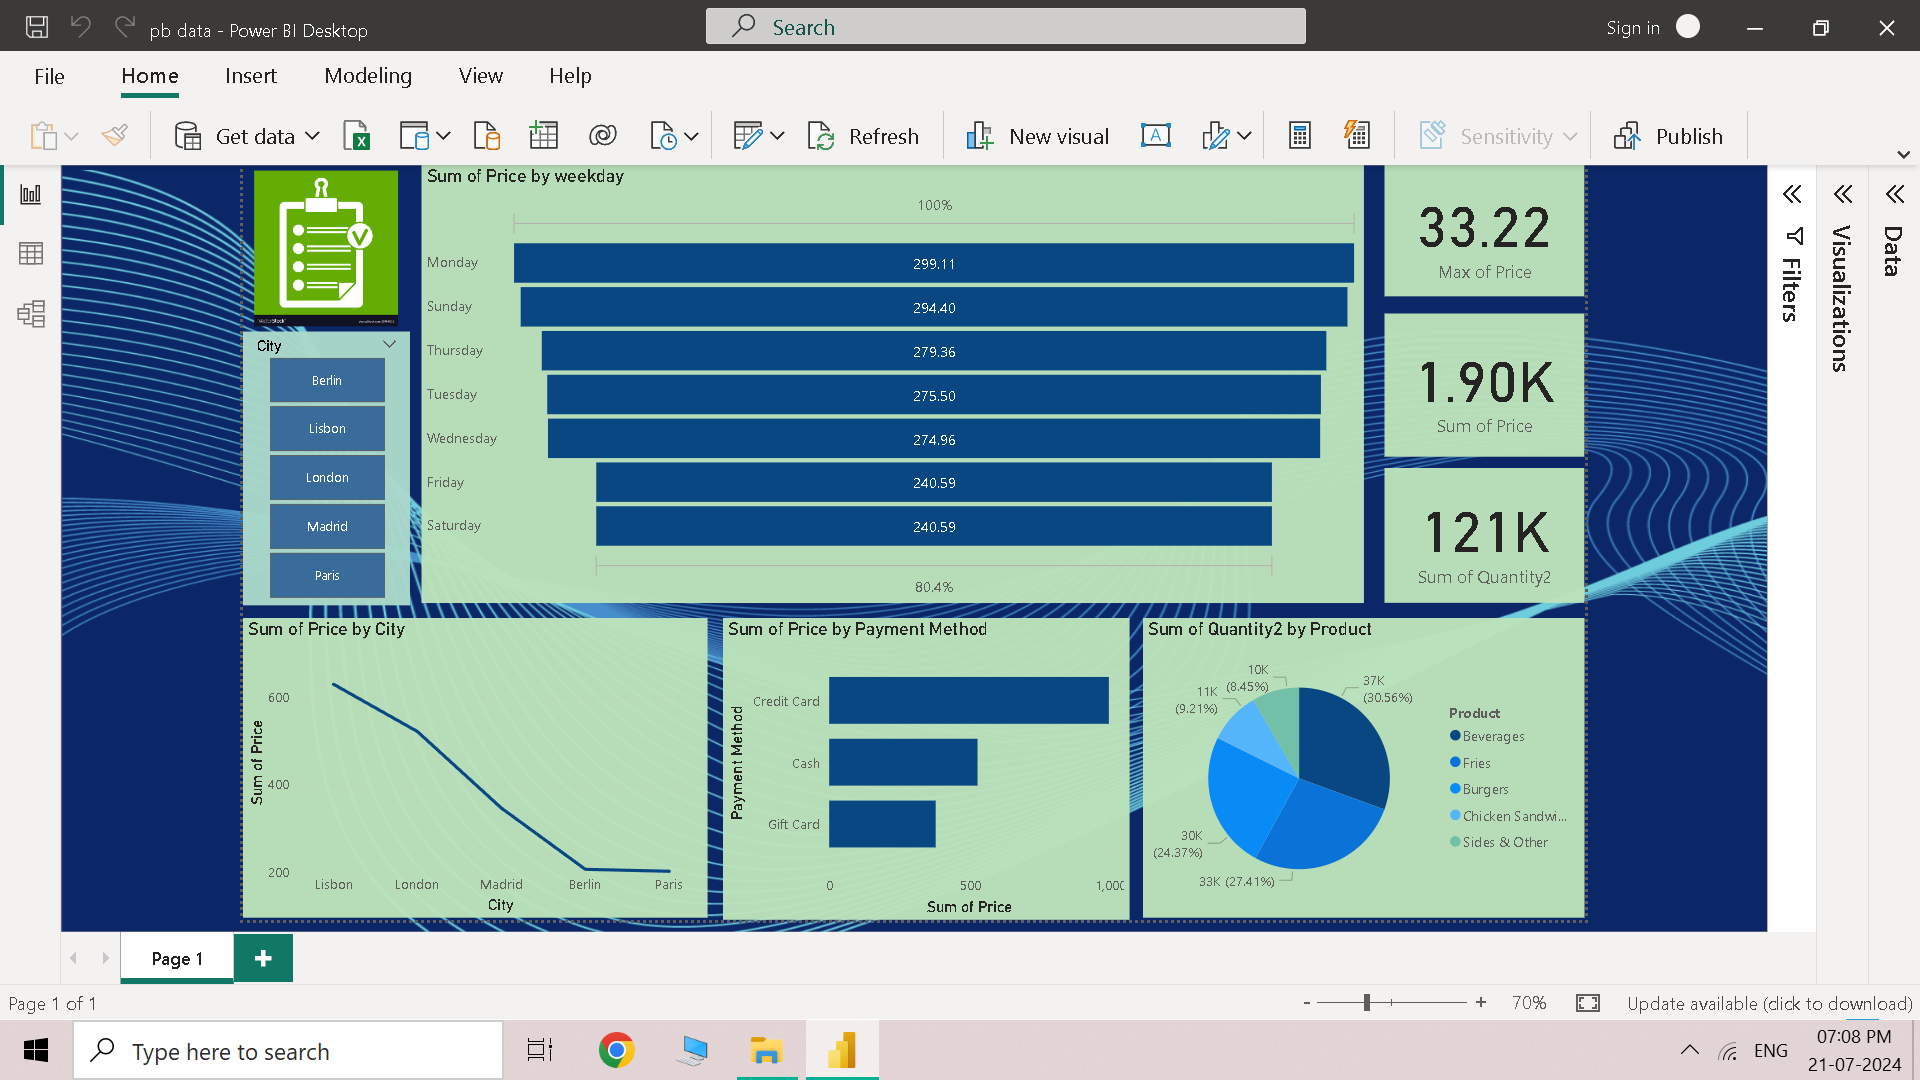 pb data - Power BI Desktop
Search
Sign in
File
Home
Insert
Modeling
View
Help
Get data
Refresh
New visual
Sensitivity
Publish
Sum of Price by weekday
100%
Monday
299.11
Sunday
294.40
Thursday
279.36
Tuesday
275.50
Wednesday
274.96
Friday
240.59
Saturday
240.59
80.4%
VectorStock
City
Berlin
Lisbon
London
Madrid
Paris
33.22
Max of Price
1.90K
Sum of Price
121K
Sum of Quantity2
Filters
Visualizations
Data
Sum of Price by City
Sum of Price
600
400
200
Lisbon
London
Madrid
Berlin
Paris
City
Sum of Price by Payment Method
Payment Method
Credit Card
Cash
Gift Card
0
500
1,000
Sum of Price
Sum of Quantity2 by Product
10K
(8.45%)
11K
(9.21%)
37K
(30.56%)
30K
(24.37%)
33K (27.41%)
Product
Beverages
Fries
Burgers
Chicken Sandwi...
Sides & Other
Page 1
Page 1 of 1
- + 70%
Update available (click to download)
Type here to search
ENG
07:08 PM
21-07-2024